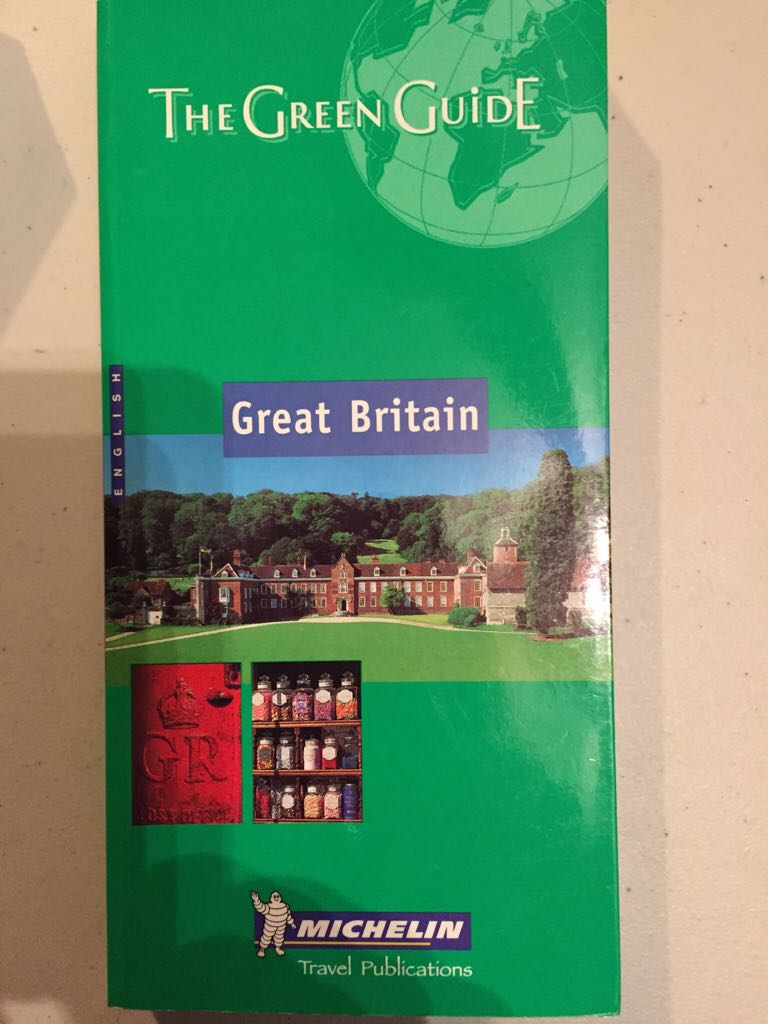 THE GREEN GUIDE
ENGLISH
Great Britain
GR
POST OFFICE
MICHELIN
Travel Publications